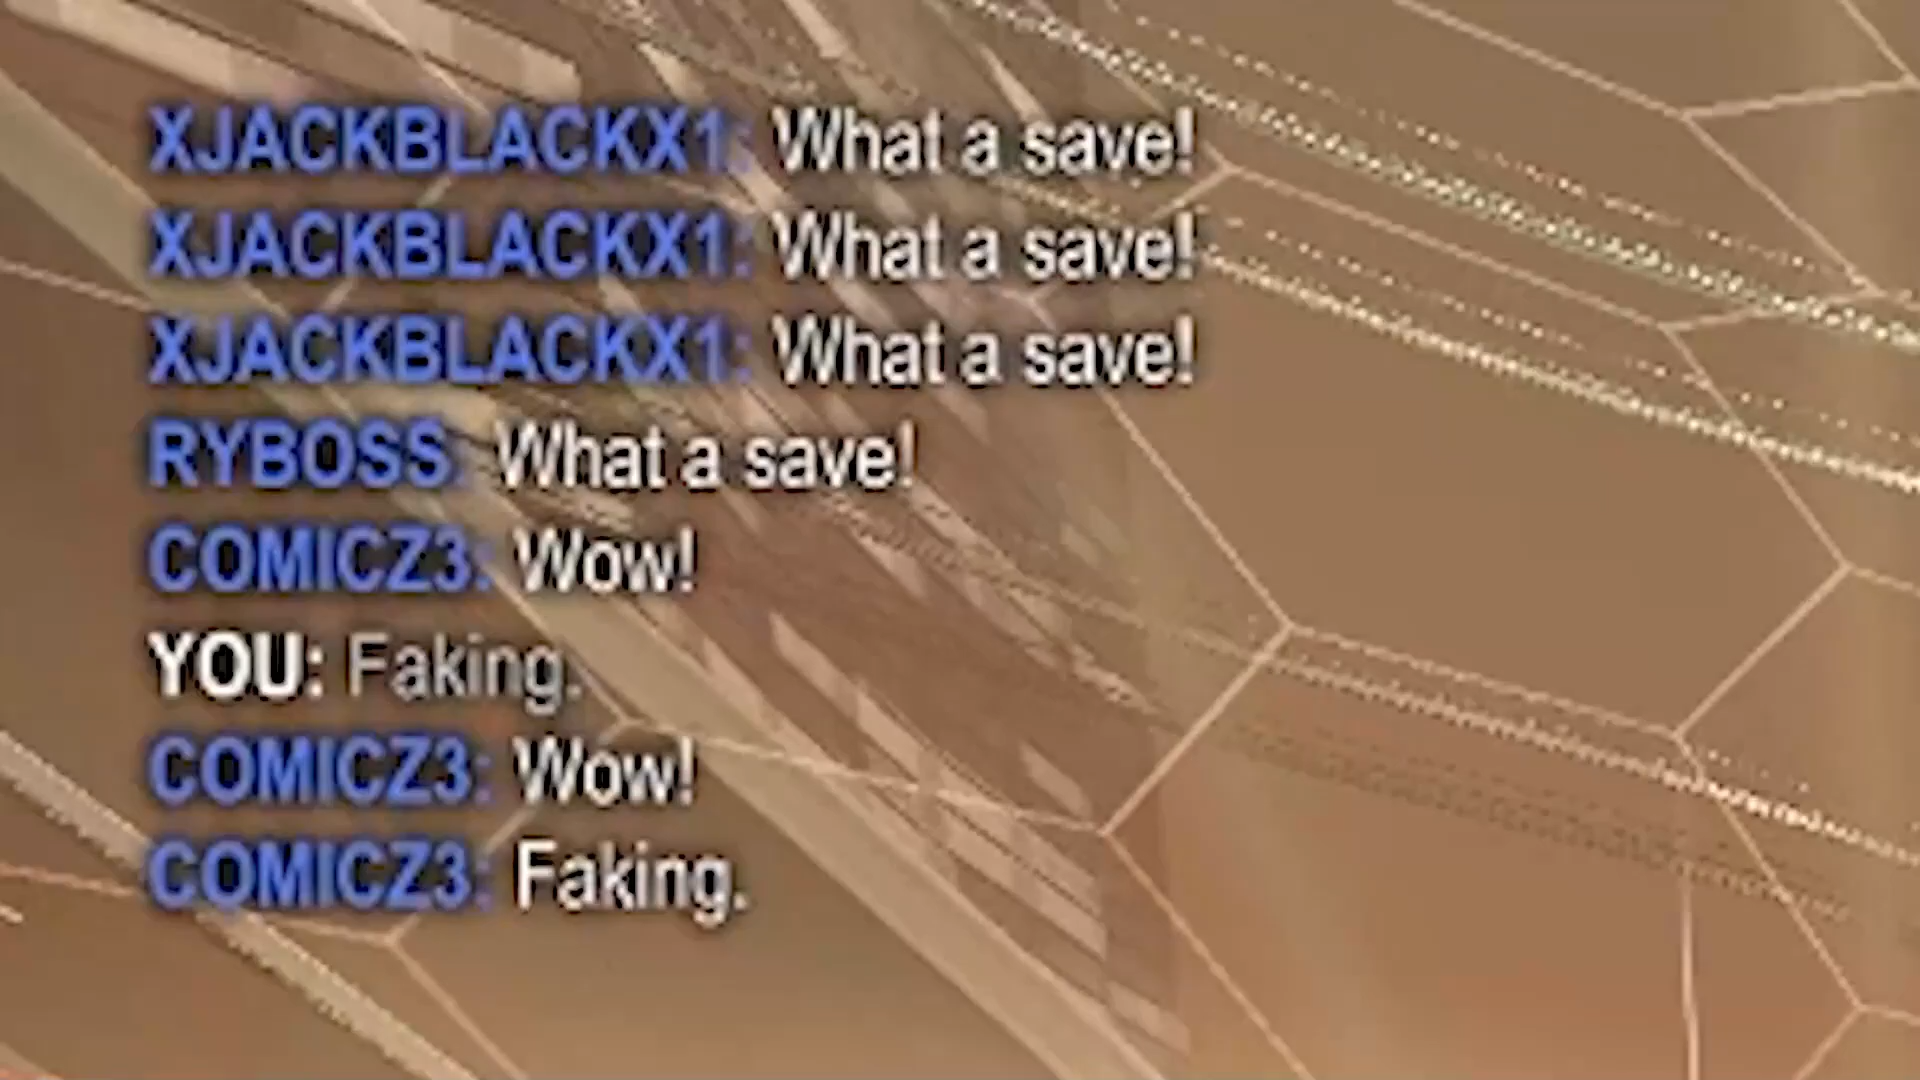 XJACKBLACKX1: What a save!
XJACKBLACKX1: What a save!
XJACKBLACKX1: What a save!
RYBOSS: What a save!
COMICZ3: Wow!
YOU: Faking.
COMICZ3: Wow!
COMICZ3: Faking.